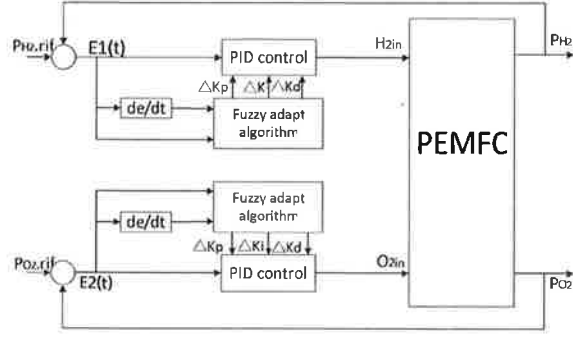 PH2,rif
E1(t)
PID control
H2in
PH2
△Kp
△K
△Kd
de/dt
Fuzzy adapt
algorithm
PEMFC
Fuzzy adapt
algorithm
de/dt
△Kp
△Ki
△Kd
PO2,rif
E2(t)
PID control
O2in
PO2